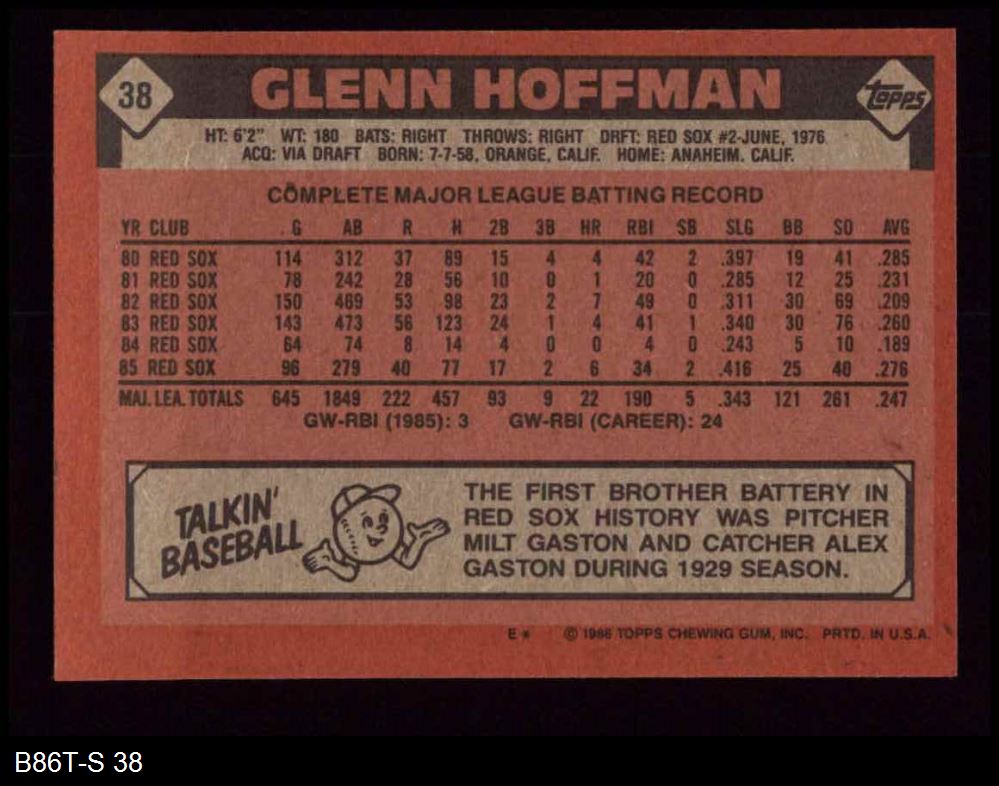 38 GLENN HOFFMAN topps
HT: 6'2" WT: 180 BATS: RIGHT THROWS: RIGHT DRFT: RED SOX #2-JUNE, 1976
ACQ: VIA DRAFT BORN: 7-7-58, ORANGE, CALIF. HOME: ANAHEIM. CALIF.
COMPLETE MAJOR LEAGUE BATTING RECORD
YR CLUB G AB R H 2B 3B HR RBI SB SLG BB SO AVG
80 RED SOX 114 312 37 89 15 4 4 42 2 .397 19 41 .285
81 RED SOX 78 242 28 56 10 0 1 20 0 .285 12 25 .231
82 RED SOX 150 469 53 98 23 2 7 49 0 .311 30 69 .209
83 RED SOX 143 473 56 123 24 1 4 41 1 .340 30 76 .260
84 RED SOX 64 74 8 14 4 0 0 4 0 .243 5 10 .189
85 RED SOX 96 279 40 77 17 2 6 34 2 .416 25 40 .276
MAJ. LEA. TOTALS 645 1849 222 457 93 9 22 190 5 .343 121 261 .247
GW-RBI (1985): 3 GW-RBI (CAREER): 24
TALKIN'
BASEBALL
THE FIRST BROTHER BATTERY IN
RED SOX HISTORY WAS PITCHER
MILT GASTON AND CATCHER ALEX
GASTON DURING 1929 SEASON.
E* © 1986 TOPPS CHEWING GUM, INC. PRTD. IN U.S.A.
B86T-S 38